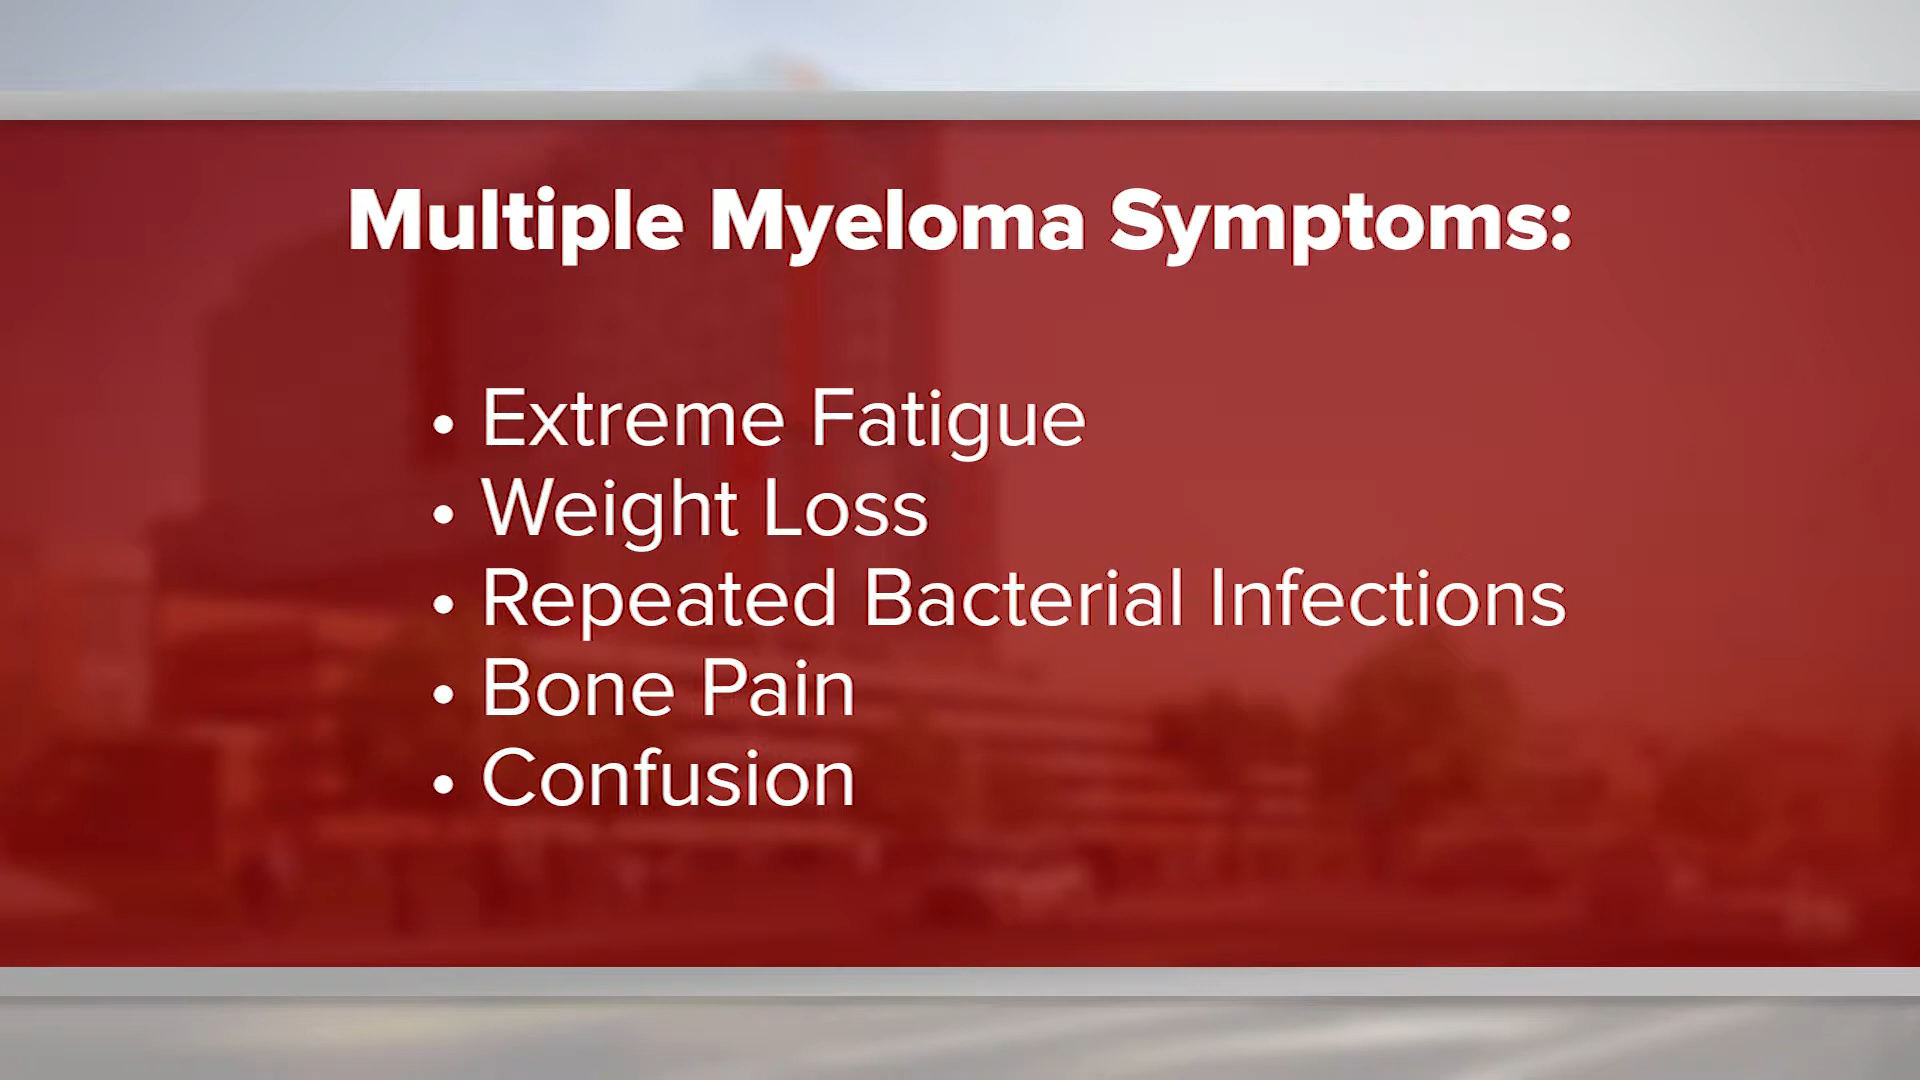 Multiple Myeloma Symptoms:
• Extreme Fatigue
• Weight Loss
• Repeated Bacterial Infections
• Bone Pain
• Confusion